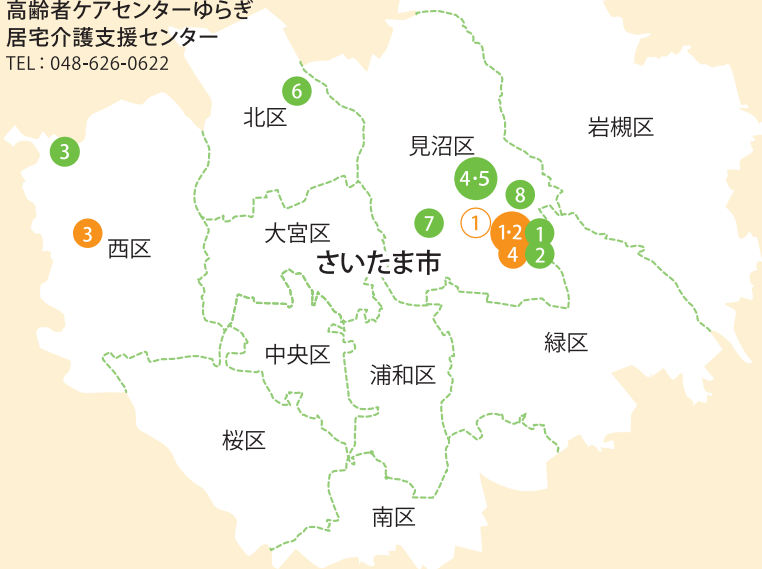 高齢者ケアセンターゆらぎ
居宅介護支援センター
TEL：048-626-0622
6
北区
岩槻区
見沼区
3
4・5
8
7
1
3
西区
大宮区
1・2
1
4
2
さいたま市
緑区
中央区
浦和区
桜区
南区